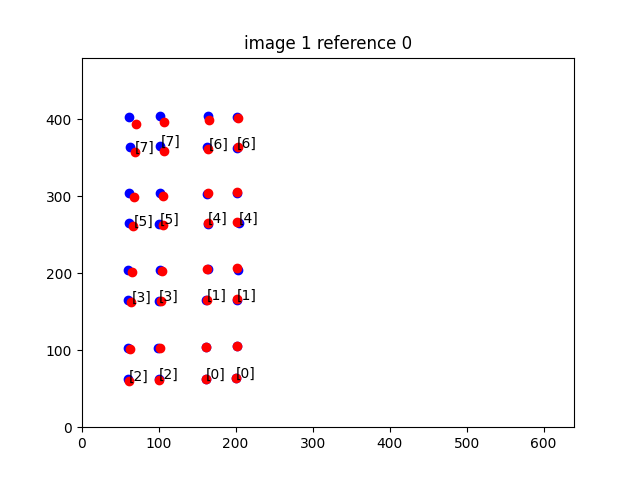 image 1 reference 0
400
[7] [7] [6] [6]
300
[5] [5] [4] [4]
200
[3] [3] [1] [1]
100
[2] [2] [0] [0]
0
0 100 200 300 400 500 600